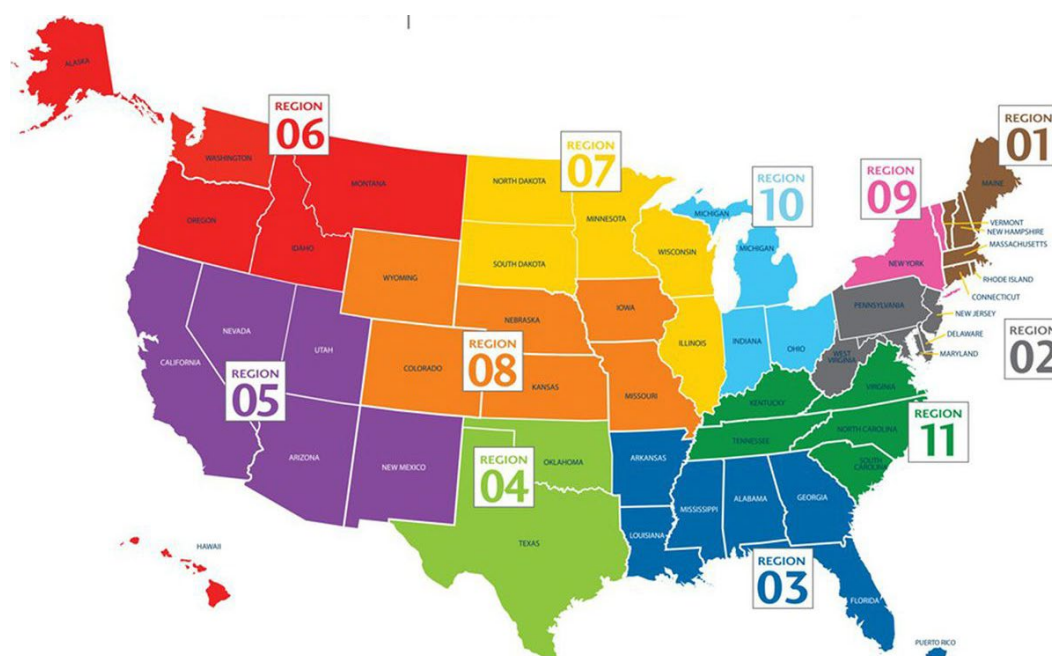 ALASKA
WASHINGTON
OREGON
IDAHO
MONTANA
REGION
06
WYOMING
NORTH DAKOTA
SOUTH DAKOTA
MINNESOTA
WISCONSIN
ILLINOIS
REGION
07
MICHIGAN
MICHIGAN
INDIANA
OHIO
REGION
10
NEW YORK
REGION
09
MAINE
VERMONT
NEW HAMPSHIRE
MASSACHUSETTS
RHODE ISLAND
CONNECTICUT
REGION
01
PENNSYLVANIA
NEW JERSEY
DELAWARE
MARYLAND
WEST
VIRGINIA
REGION
02
CALIFORNIA
NEVADA
UTAH
ARIZONA
NEW MEXICO
REGION
05
COLORADO
NEBRASKA
KANSAS
IOWA
MISSOURI
REGION
08
OKLAHOMA
TEXAS
REGION
04
KENTUCKY
VIRGINIA
TENNESSEE
NORTH CAROLINA
SOUTH
CAROLINA
REGION
11
ARKANSAS
LOUISIANA
MISSISSIPPI
ALABAMA
GEORGIA
FLORIDA
REGION
03
HAWAII
PUERTO RICO